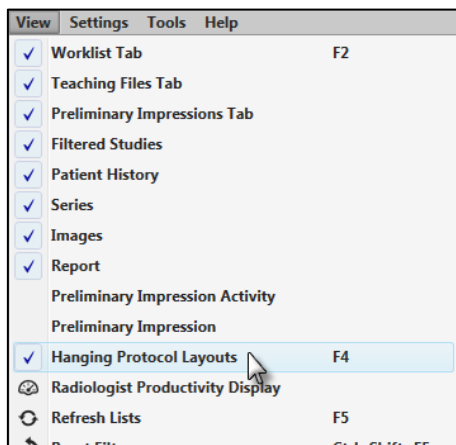 View Settings Tools Help
Worklist Tab F2
Teaching Files Tab
Preliminary Impressions Tab
Filtered Studies
Patient History
Series
Images
Report
Preliminary Impression Activity
Preliminary Impression
Hanging Protocol Layouts F4
Radiologist Productivity Display
Refresh Lists F5